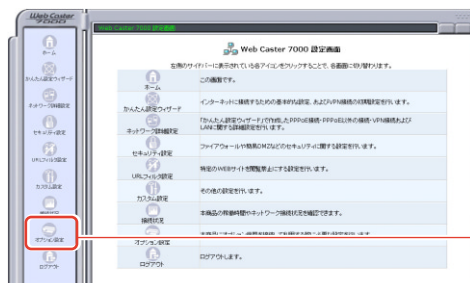 Web Caster
7000
Web Caster 7000 設定画面
ホーム
かんたん設定ウィザード
ネットワーク詳細設定
セキュリティ設定
URLフィルタ設定
カスタム設定
接続状況
オプション設定
ログアウト
Web Caster 7000 設定画面
左側のサイドバーに表示されている各アイコンをクリックすることで、各画面に切り替わります。
ホーム
この画面です。
かんたん設定ウィザード
インターネットに接続するための基本的な設定、およびVPN接続の初期設定を行います。
ネットワーク詳細設定
「かんたん設定ウィザード」で作成したPPPoE接続・PPPoE以外の接続・VPN接続および
LANに関する詳細設定を行います。
セキュリティ設定
ファイアウォールや簡易DMZなどのセキュリティに関する設定を行います。
URLフィルタ設定
特定のWEBサイトを閲覧禁止にする設定を行います。
カスタム設定
その他の設定を行います。
接続状況
本商品の稼働時間やネットワーク接続状況を確認できます。
オプション設定
ログアウト
ログアウトします。